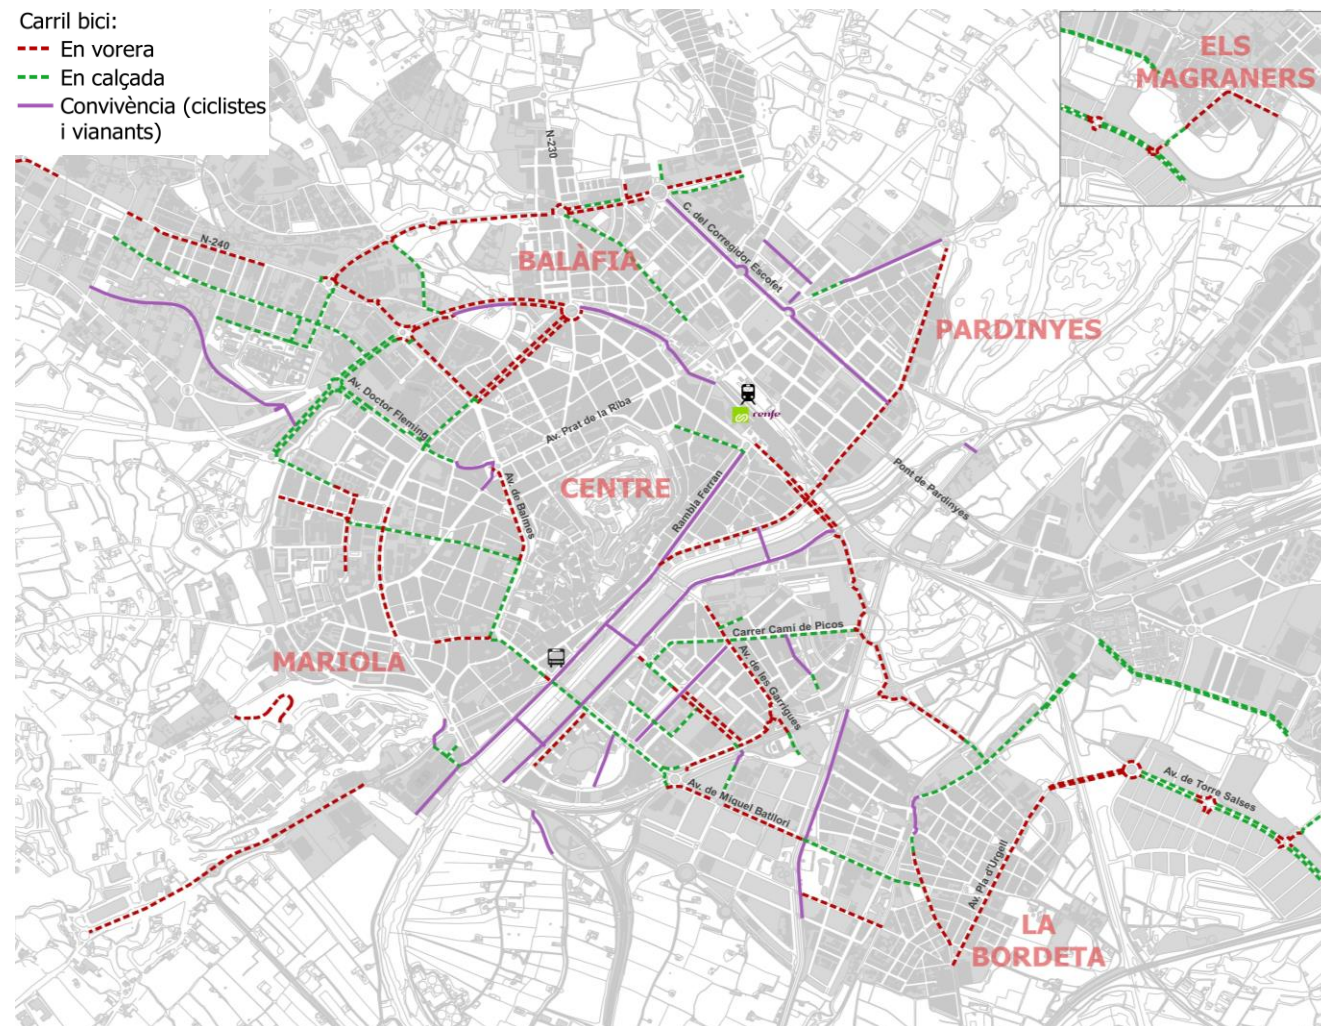 Carril bici:
En vorera
En calçada
Convivència (ciclistes
i vianants)
ELS
MAGRANERS
N-230
C. del Corregidor Escofet
N-240
BALÀFIA
PARDINYES
Av. Doctor Fleming
renfe
Av. Prat de la Riba
Pont de Pardinyes
CENTRE
Rambla Ferran
Av. de Balmes
Carrer Camí de Picos
MARIOLA
Av. de les Garrigues
Av. de Torre Salses
Av. de Miquel Batllori
Av. Pla d'Urgell
LA
BORDETA